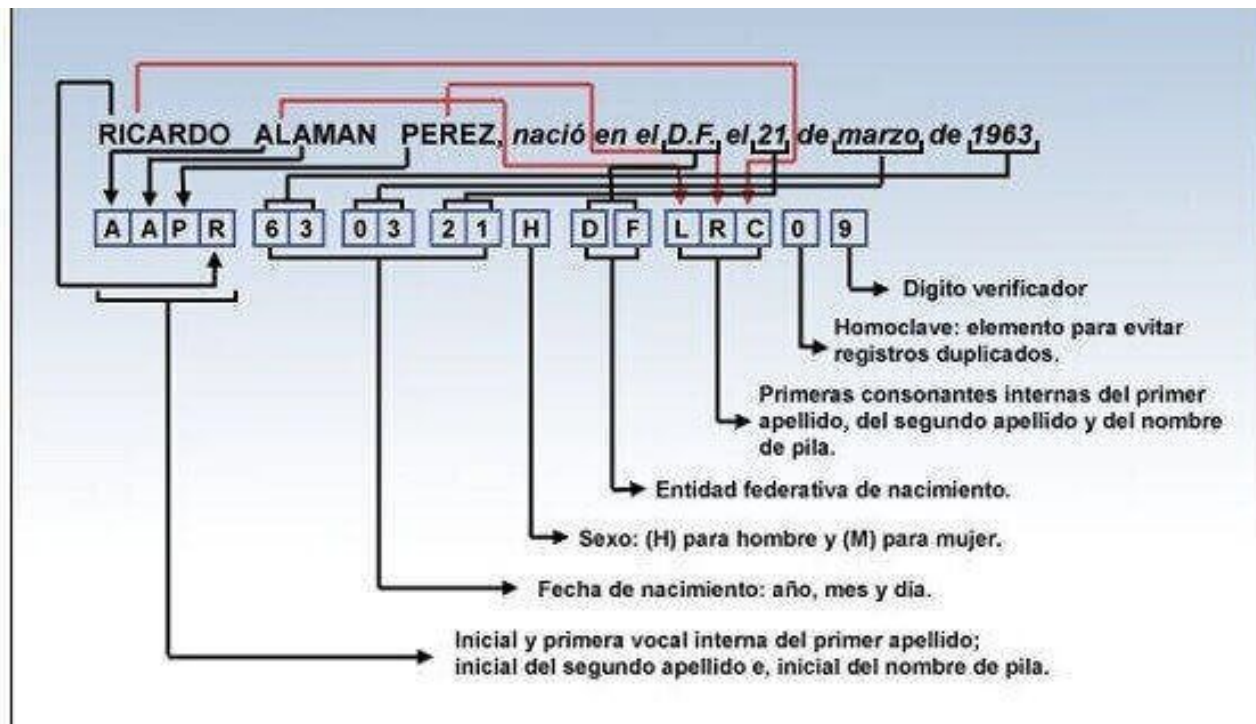 RICARDO ALAMAN PEREZ, nació en el D.F. el 21 de marzo de 1963
A A P R 6 3 0 3 2 1 H D F L R C 0 9
Digito verificador
Homoclave: elemento para evitar
registros duplicados.
Primeras consonantes internas del primer
apellido, del segundo apellido y del nombre
de pila.
Entidad federativa de nacimiento.
Sexo: (H) para hombre y (M) para mujer.
Fecha de nacimiento: año, mes y día.
Inicial y primera vocal interna del primer apellido;
inicial del segundo apellido e, inicial del nombre de pila.